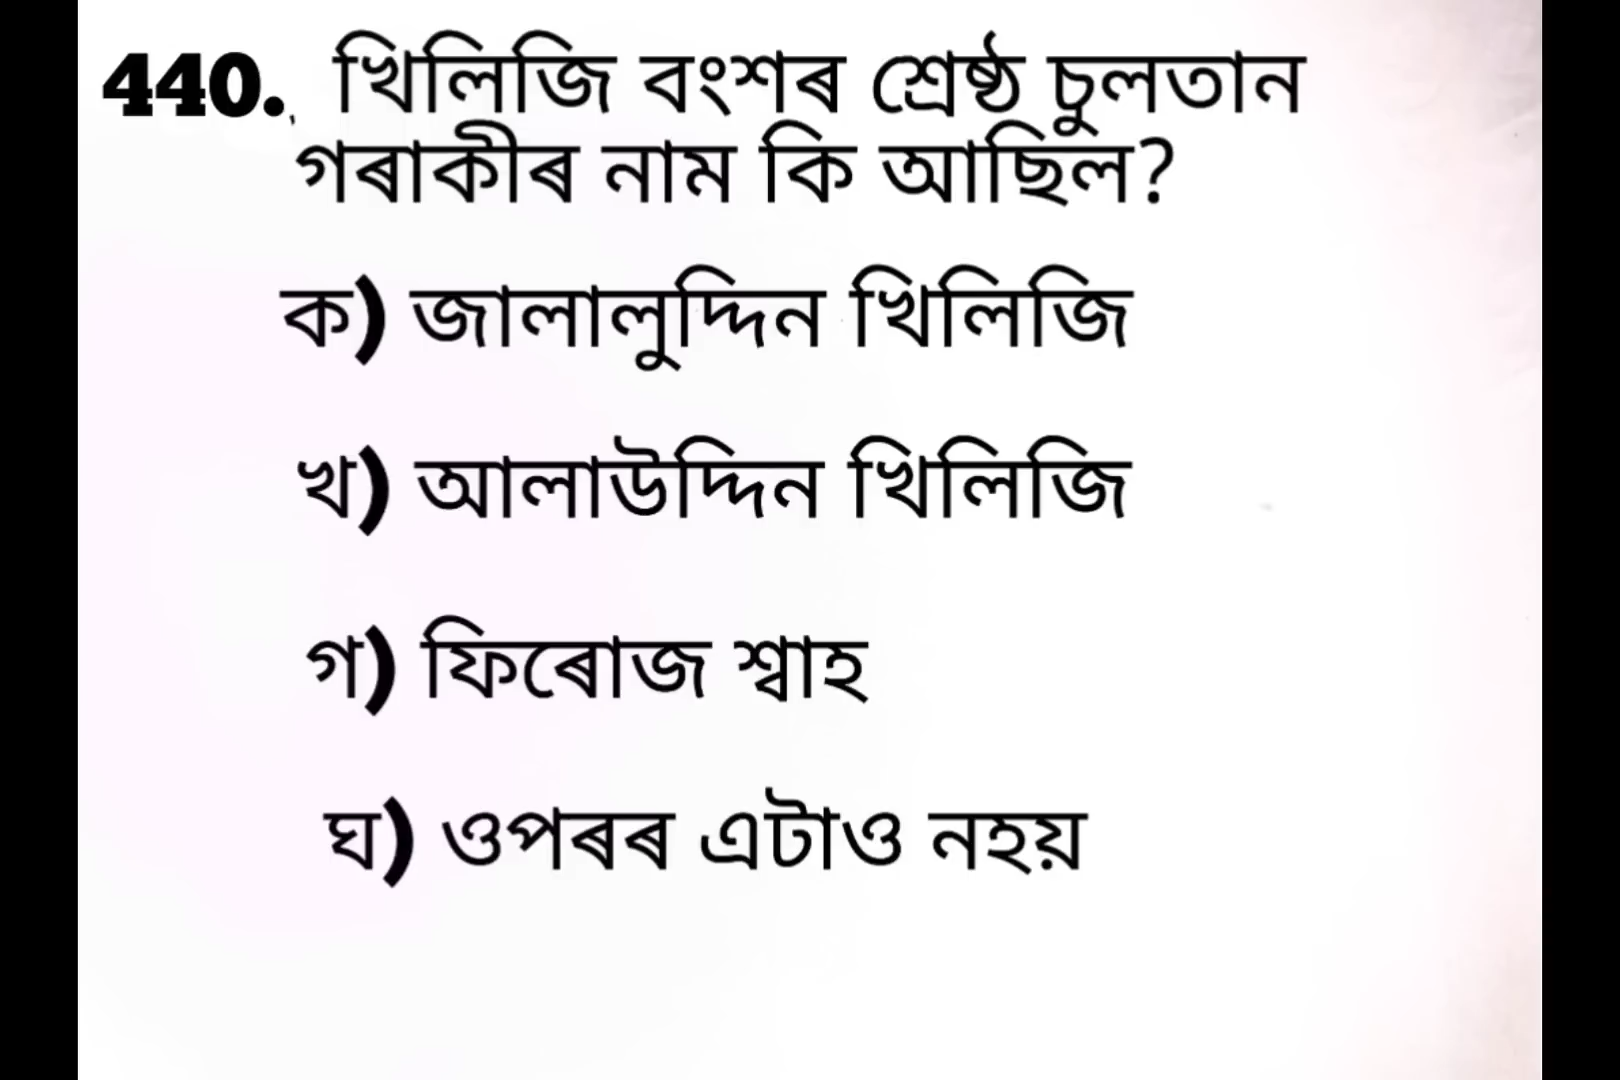 440. খিলিজি বংশৰ শ্ৰেষ্ঠ চুলতান
গৰাকীৰ নাম কি আছিল?
ক) জালালুদ্দিন খিলিজি
খ) আলাউদ্দিন খিলিজি
গ) ফিৰোজ শ্বাহ
ঘ) ওপৰৰ এটাও নহয়